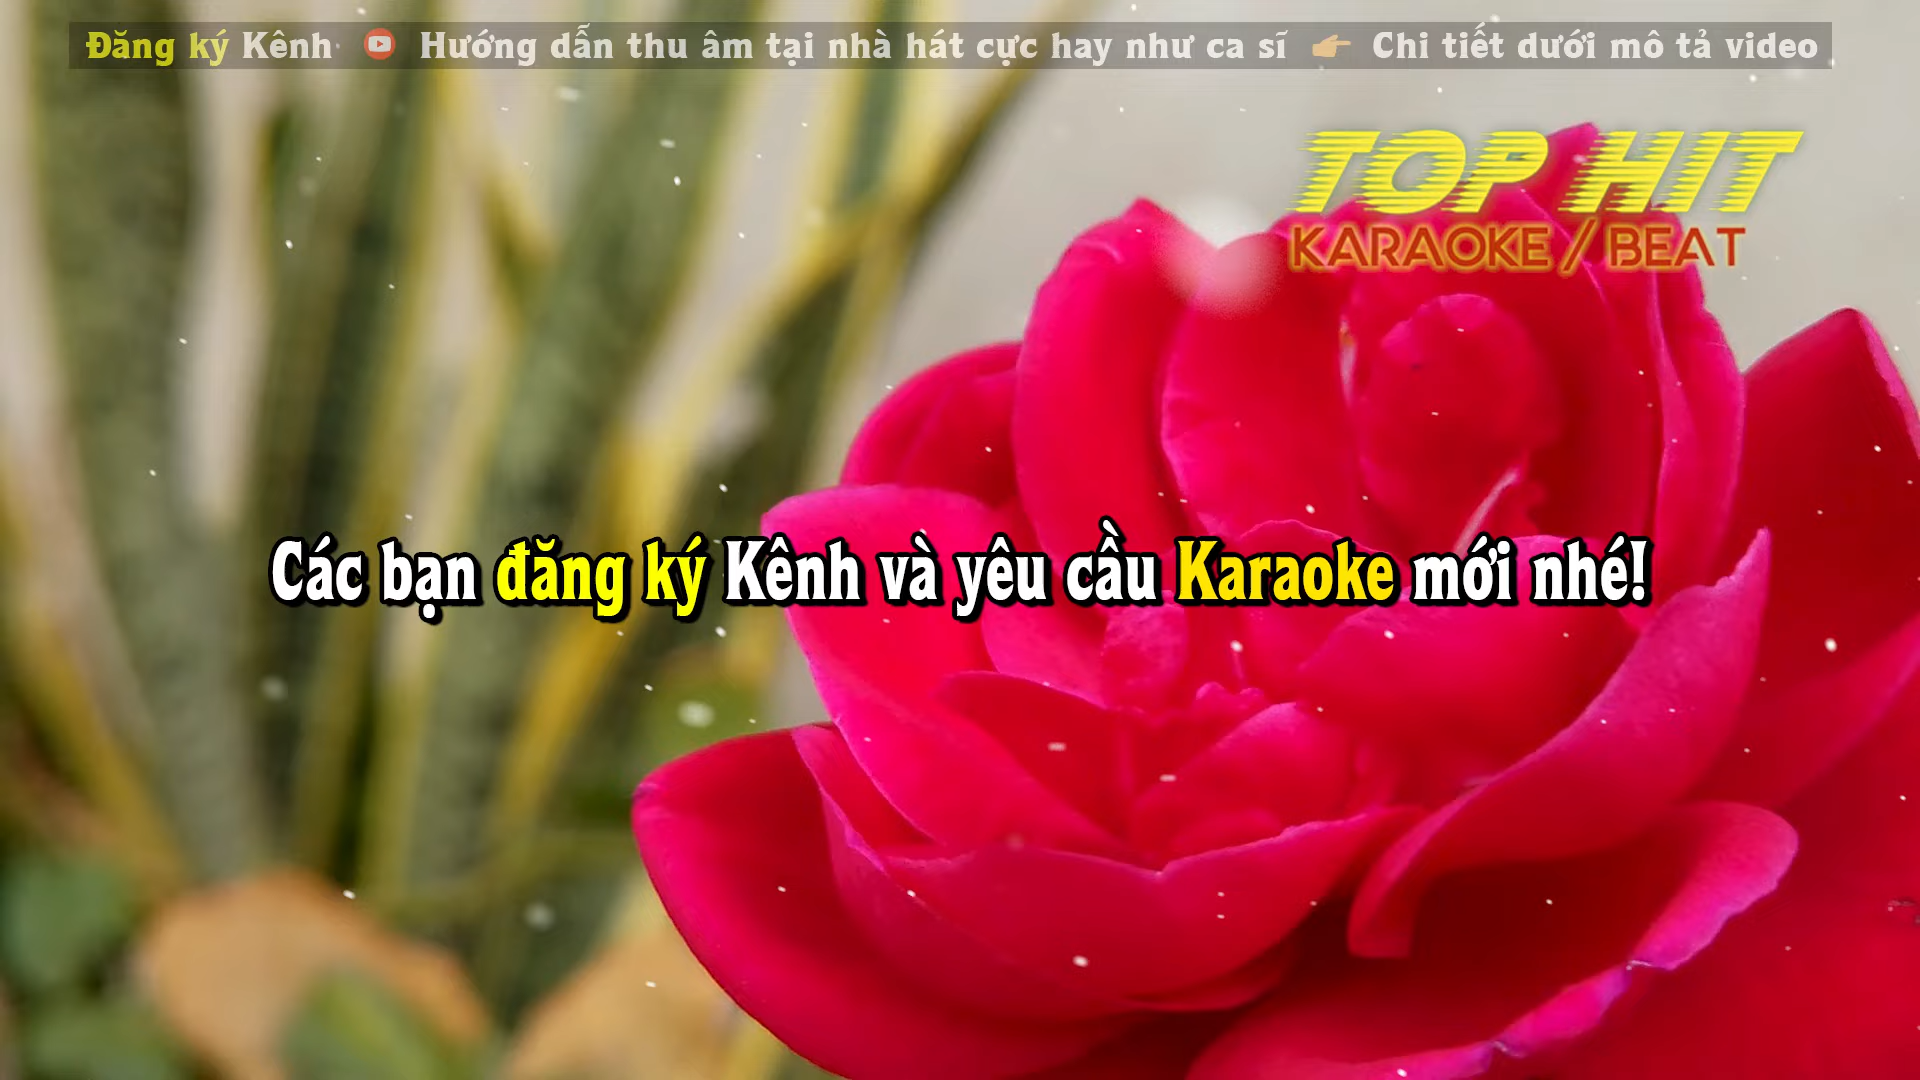 Đăng ký Kênh Hướng dẫn thu âm tại nhà hát cực hay như ca sĩ 👉 Chi tiết dưới mô tả video
TOP HIT
KARAOKE / BEAT
Các bạn đăng ký Kênh và yêu cầu Karaoke mới nhé!